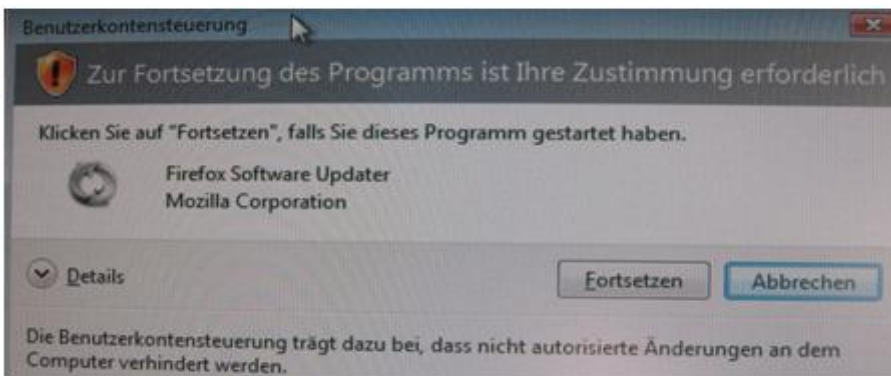 Benutzerkontensteuerung
Zur Fortsetzung des Programms ist Ihre Zustimmung erforderlich
Klicken Sie auf "Fortsetzen", falls Sie dieses Programm gestartet haben.
Firefox Software Updater
Mozilla Corporation
Details
Fortsetzen
Abbrechen
Die Benutzerkontensteuerung trägt dazu bei, dass nicht autorisierte Änderungen an dem
Computer verhindert werden.